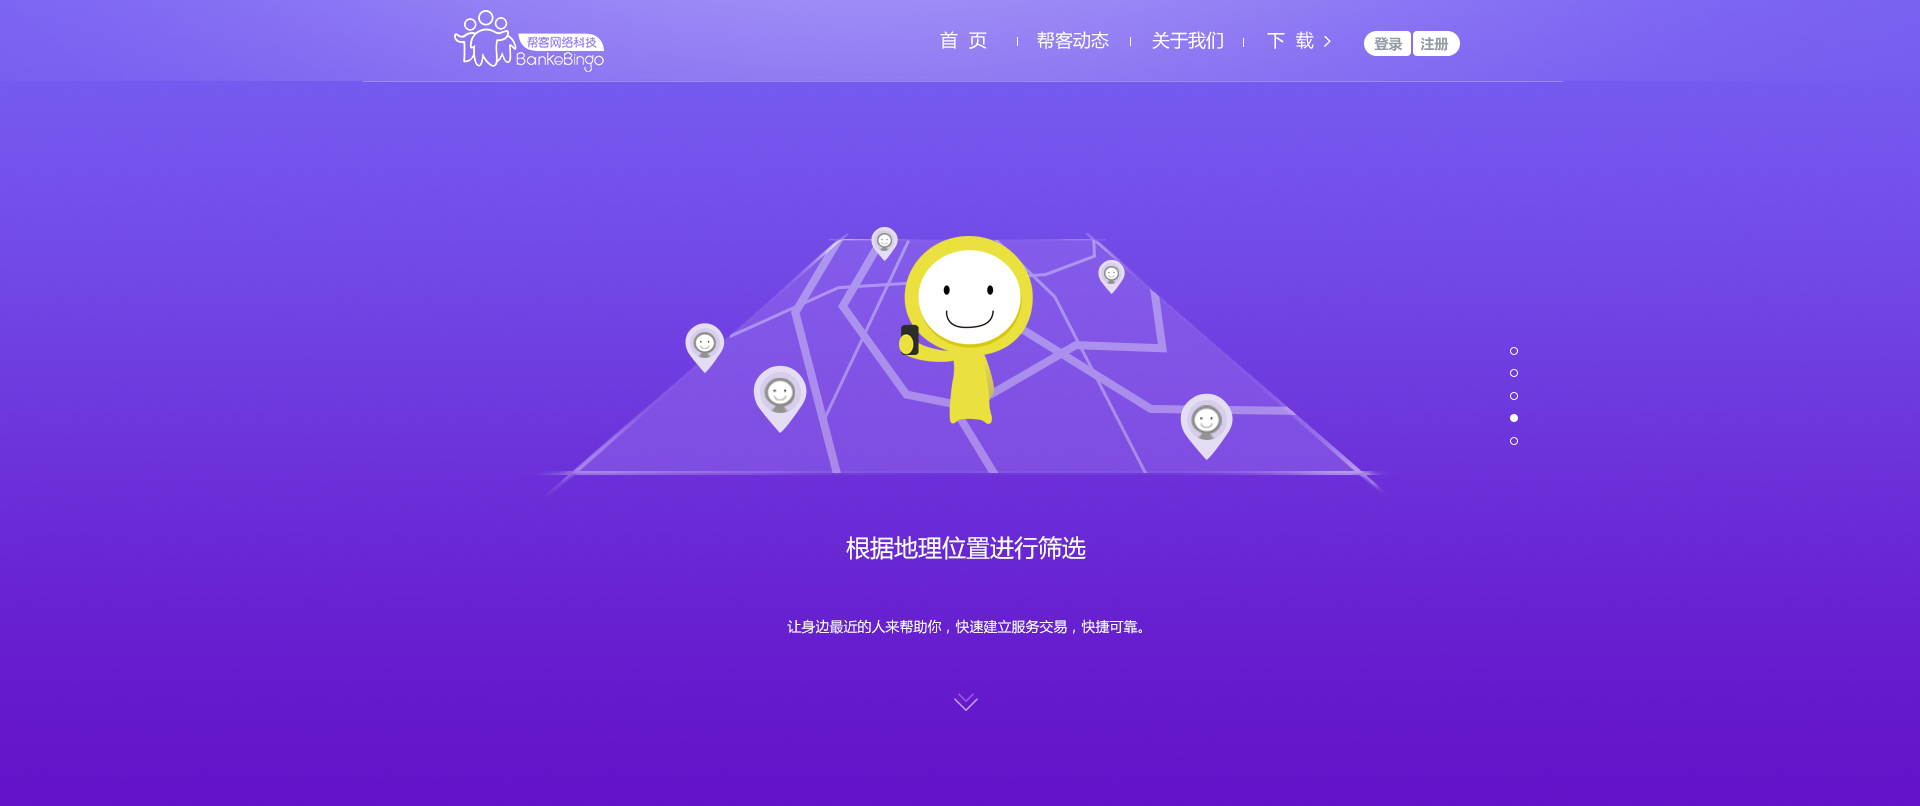 帮客网络科技
BankeBingo
首 页
帮客动态
关于我们
下 载
登录
注册
根据地理位置进行筛选
让身边最近的人来帮助你，快速建立服务交易，快捷可靠。